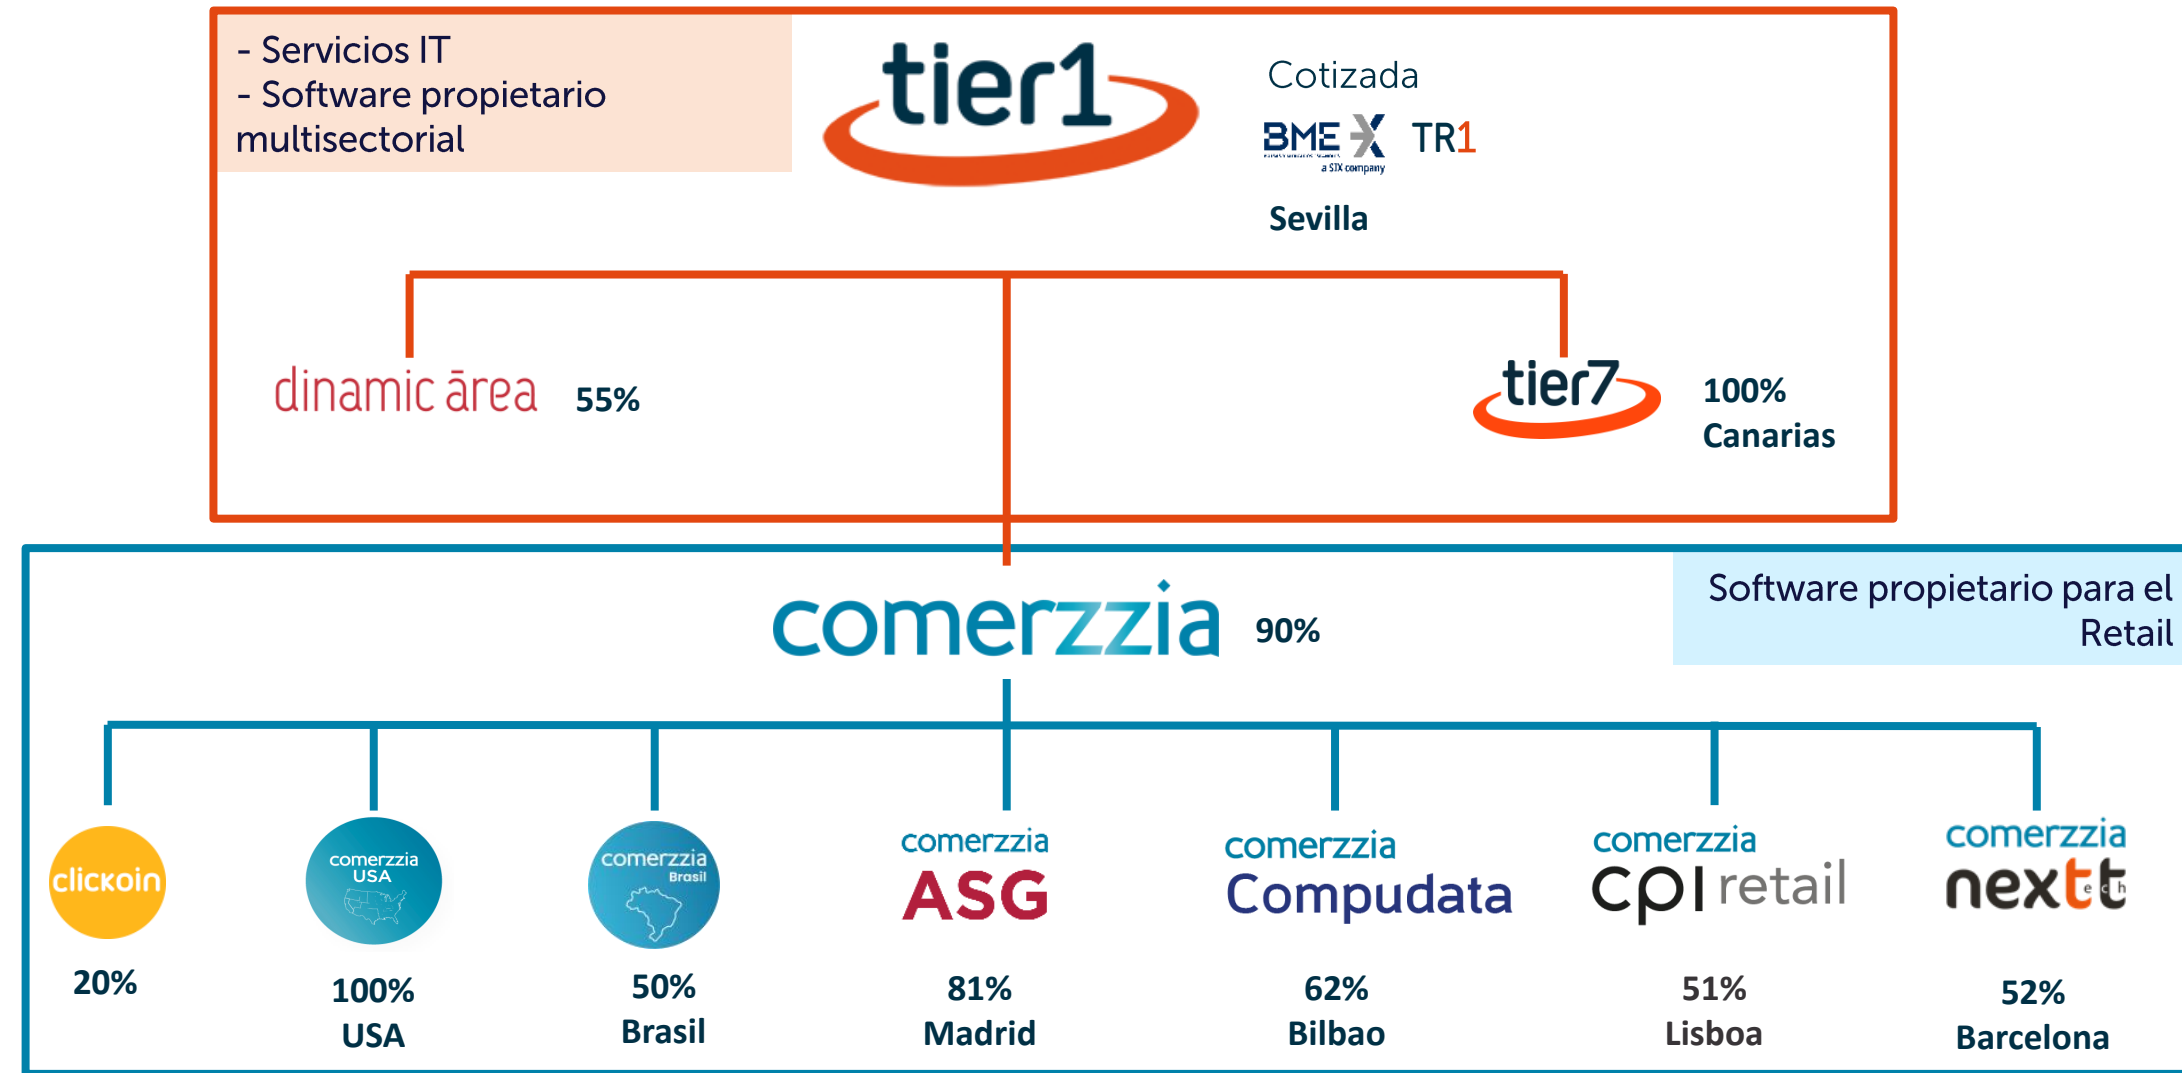 - Servicios IT
- Software propietario
multisectorial
tier1
Cotizada
BME X TR1
a SIX company
Sevilla
dinamic ārea 55%
tier7
100%
Canarias
Software propietario para el
Retail
comerzzia 90%
clickoin
20%
comerzzia
USA
100%
USA
comerzzia
Brasil
50%
Brasil
comerzzia
ASG
81%
Madrid
comerzzia
Compudata
62%
Bilbao
comerzzia
cpi retail
51%
Lisboa
comerzzia
nextt
ech
52%
Barcelona